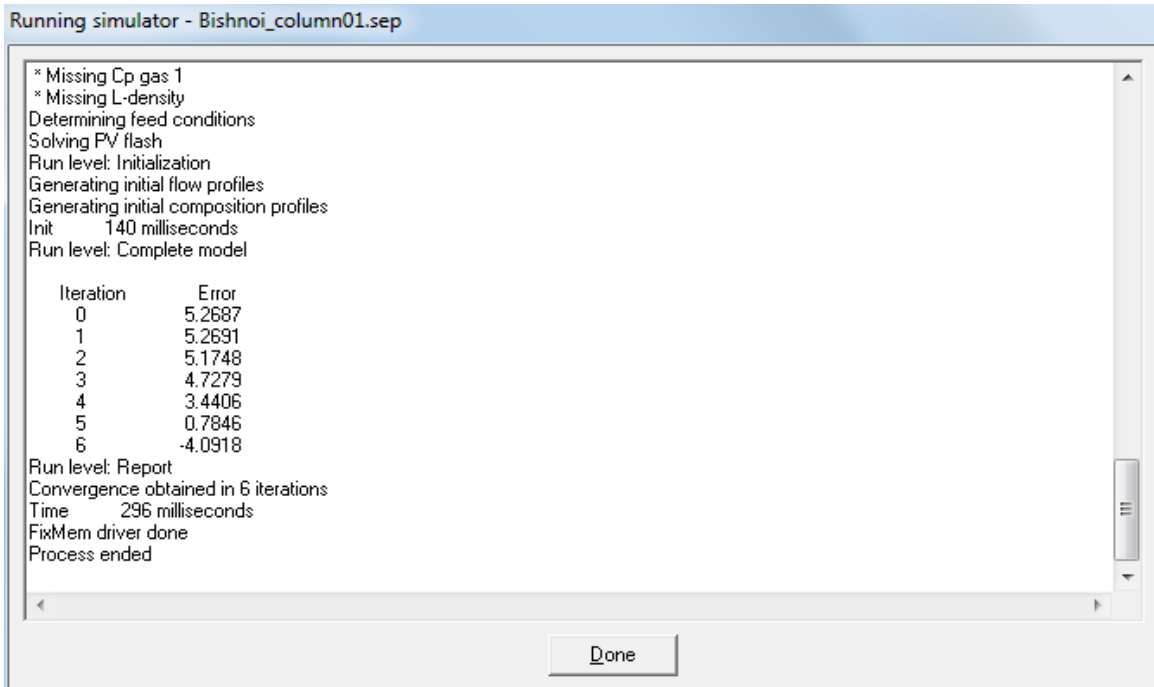 Running simulator - Bishnoi_column01.sep
* Missing Cp gas 1
* Missing L-density
Determining feed conditions
Solving PV flash
Run level: Initialization
Generating initial flow profiles
Generating initial composition profiles
Init 140 milliseconds
Run level: Complete model
Iteration Error
0 5.2687
1 5.2691
2 5.1748
3 4.7279
4 3.4406
5 0.7846
6 -4.0918
Run level: Report
Convergence obtained in 6 iterations
Time 296 milliseconds
FixMem driver done
Process ended
Done